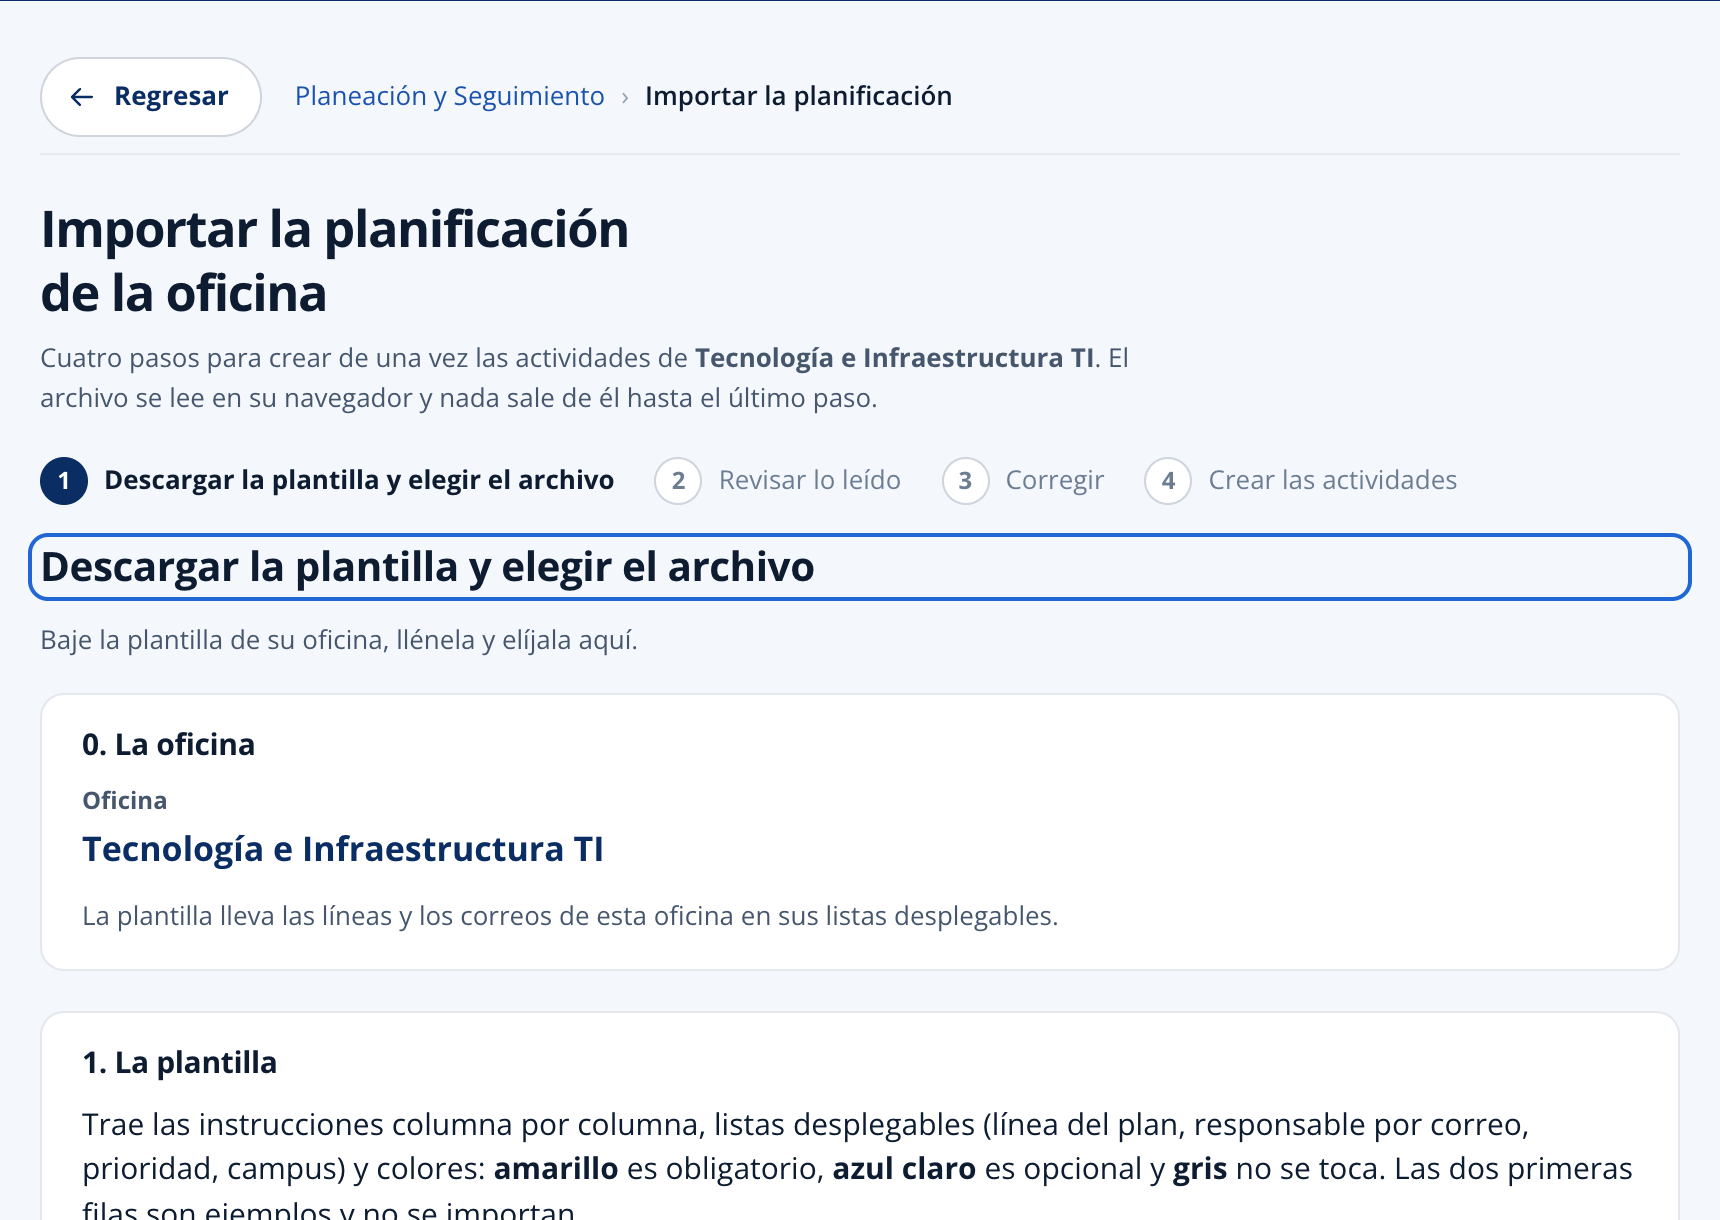 ← Regresar
Planeación y Seguimiento › Importar la planificación
Importar la planificación
de la oficina
Cuatro pasos para crear de una vez las actividades de Tecnología e Infraestructura TI. El
archivo se lee en su navegador y nada sale de él hasta el último paso.
1 Descargar la plantilla y elegir el archivo 2 Revisar lo leído 3 Corregir 4 Crear las actividades
Descargar la plantilla y elegir el archivo
Baje la plantilla de su oficina, llénela y elíjala aquí.
0. La oficina
Oficina
Tecnología e Infraestructura TI
La plantilla lleva las líneas y los correos de esta oficina en sus listas desplegables.
1. La plantilla
Trae las instrucciones columna por columna, listas desplegables (línea del plan, responsable por correo,
prioridad, campus) y colores: amarillo es obligatorio, azul claro es opcional y gris no se toca. Las dos primeras
filas son ejemplos y no se importan.